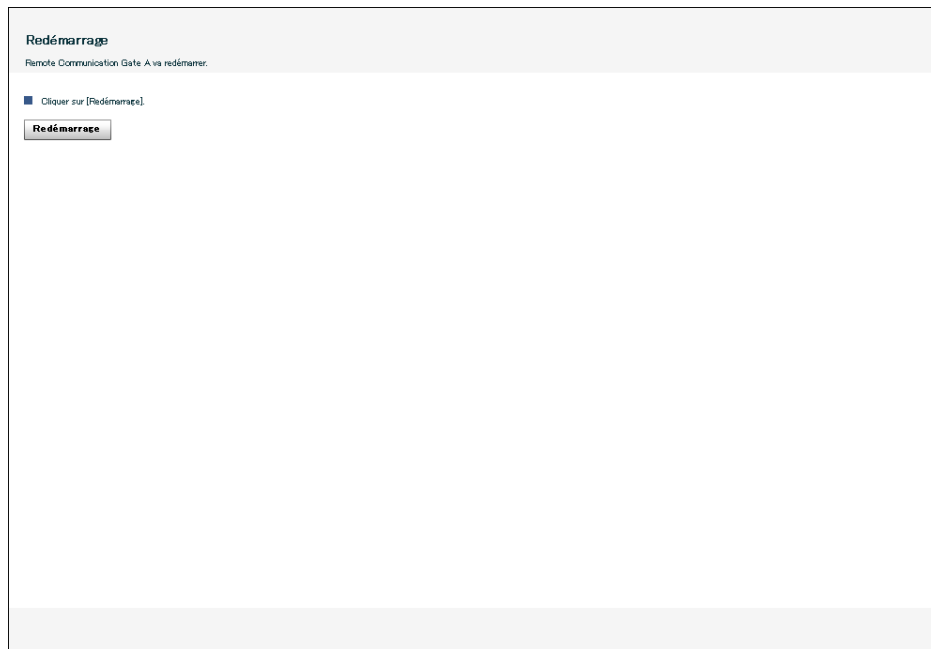 Redémarrage
Remote Communication Gate A va redémarrer.
Cliquer sur [Redémarrage].
Redémarrage